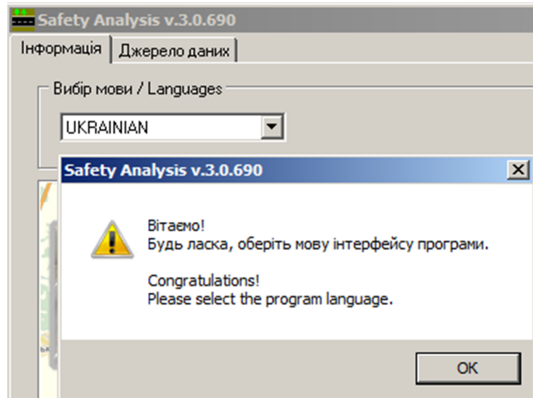 Safety Analysis v.3.0.690
Інформація Джерело даних
Вибір мови / Languages
UKRAINIAN
Safety Analysis v.3.0.690
Вітаємо!
Будь ласка, оберіть мову інтерфейсу програми.
Congratulations!
Please select the program language.
OK